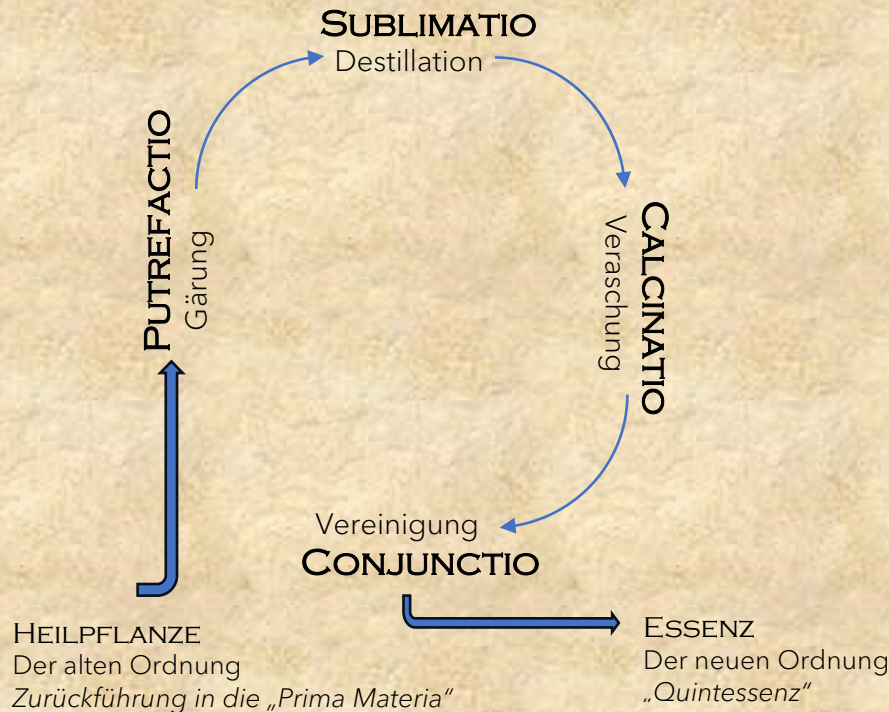 SUBLIMATIO
Destillation
PUTREFACTIO
Gärung
CALCINATIO
Veraschung
Vereinigung
CONJUNCTIO
HEILPFLANZE
Der alten Ordnung
Zurückführung in die „Prima Materia“
ESSENZ
Der neuen Ordnung
„Quintessenz“